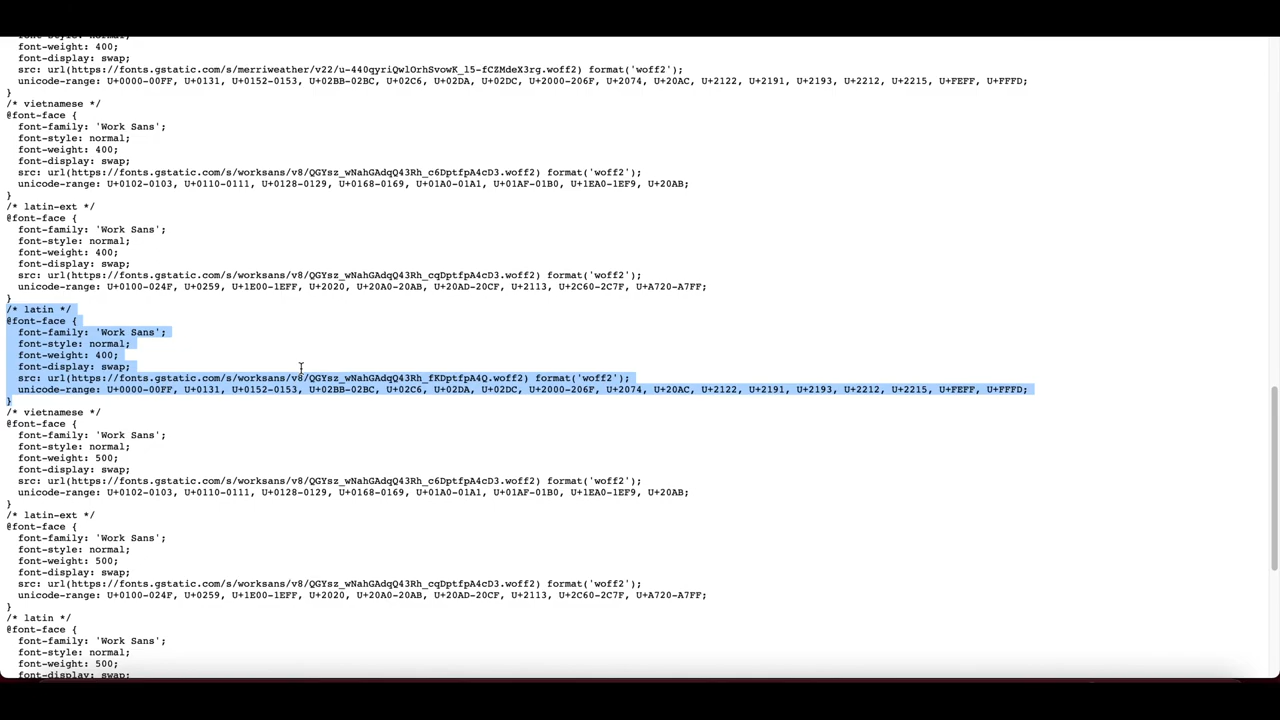 font-style: normal;
font-weight: 400;
font-display: swap;
src: url(https://fonts.gstatic.com/s/merriweather/v22/u-440qyriQwlOrhSvowK_l5-fCZMdeX3rg.woff2) format('woff2');
unicode-range: U+0000-00FF, U+0131, U+0152-0153, U+02BB-02BC, U+02C6, U+02DA, U+02DC, U+2000-206F, U+2074, U+20AC, U+2122, U+2191, U+2193, U+2212, U+2215, U+FEFF, U+FFFD;
}
/* vietnamese */
@font-face {
font-family: 'Work Sans';
font-style: normal;
font-weight: 400;
font-display: swap;
src: url(https://fonts.gstatic.com/s/worksans/v8/QGYsz_wNahGAdqQ43Rh_c6DptfpA4cD3.woff2) format('woff2');
unicode-range: U+0102-0103, U+0110-0111, U+0128-0129, U+0168-0169, U+01A0-01A1, U+01AF-01B0, U+1EA0-1EF9, U+20AB;
}
/* latin-ext */
@font-face {
font-family: 'Work Sans';
font-style: normal;
font-weight: 400;
font-display: swap;
src: url(https://fonts.gstatic.com/s/worksans/v8/QGYsz_wNahGAdqQ43Rh_cqDptfpA4cD3.woff2) format('woff2');
unicode-range: U+0100-024F, U+0259, U+1E00-1EFF, U+2020, U+20A0-20AB, U+20AD-20CF, U+2113, U+2C60-2C7F, U+A720-A7FF;
}
/* latin */
@font-face {
font-family: 'Work Sans';
font-style: normal;
font-weight: 400;
font-display: swap;
src: url(https://fonts.gstatic.com/s/worksans/v8/QGYsz_wNahGAdqQ43Rh_fKDptfpA4Q.woff2) format('woff2');
unicode-range: U+0000-00FF, U+0131, U+0152-0153, U+02BB-02BC, U+02C6, U+02DA, U+02DC, U+2000-206F, U+2074, U+20AC, U+2122, U+2191, U+2193, U+2212, U+2215, U+FEFF, U+FFFD;
}
/* vietnamese */
@font-face {
font-family: 'Work Sans';
font-style: normal;
font-weight: 500;
font-display: swap;
src: url(https://fonts.gstatic.com/s/worksans/v8/QGYsz_wNahGAdqQ43Rh_c6DptfpA4cD3.woff2) format('woff2');
unicode-range: U+0102-0103, U+0110-0111, U+0128-0129, U+0168-0169, U+01A0-01A1, U+01AF-01B0, U+1EA0-1EF9, U+20AB;
}
/* latin-ext */
@font-face {
font-family: 'Work Sans';
font-style: normal;
font-weight: 500;
font-display: swap;
src: url(https://fonts.gstatic.com/s/worksans/v8/QGYsz_wNahGAdqQ43Rh_cqDptfpA4cD3.woff2) format('woff2');
unicode-range: U+0100-024F, U+0259, U+1E00-1EFF, U+2020, U+20A0-20AB, U+20AD-20CF, U+2113, U+2C60-2C7F, U+A720-A7FF;
}
/* latin */
@font-face {
font-family: 'Work Sans';
font-style: normal;
font-weight: 500;
font-display: swap;